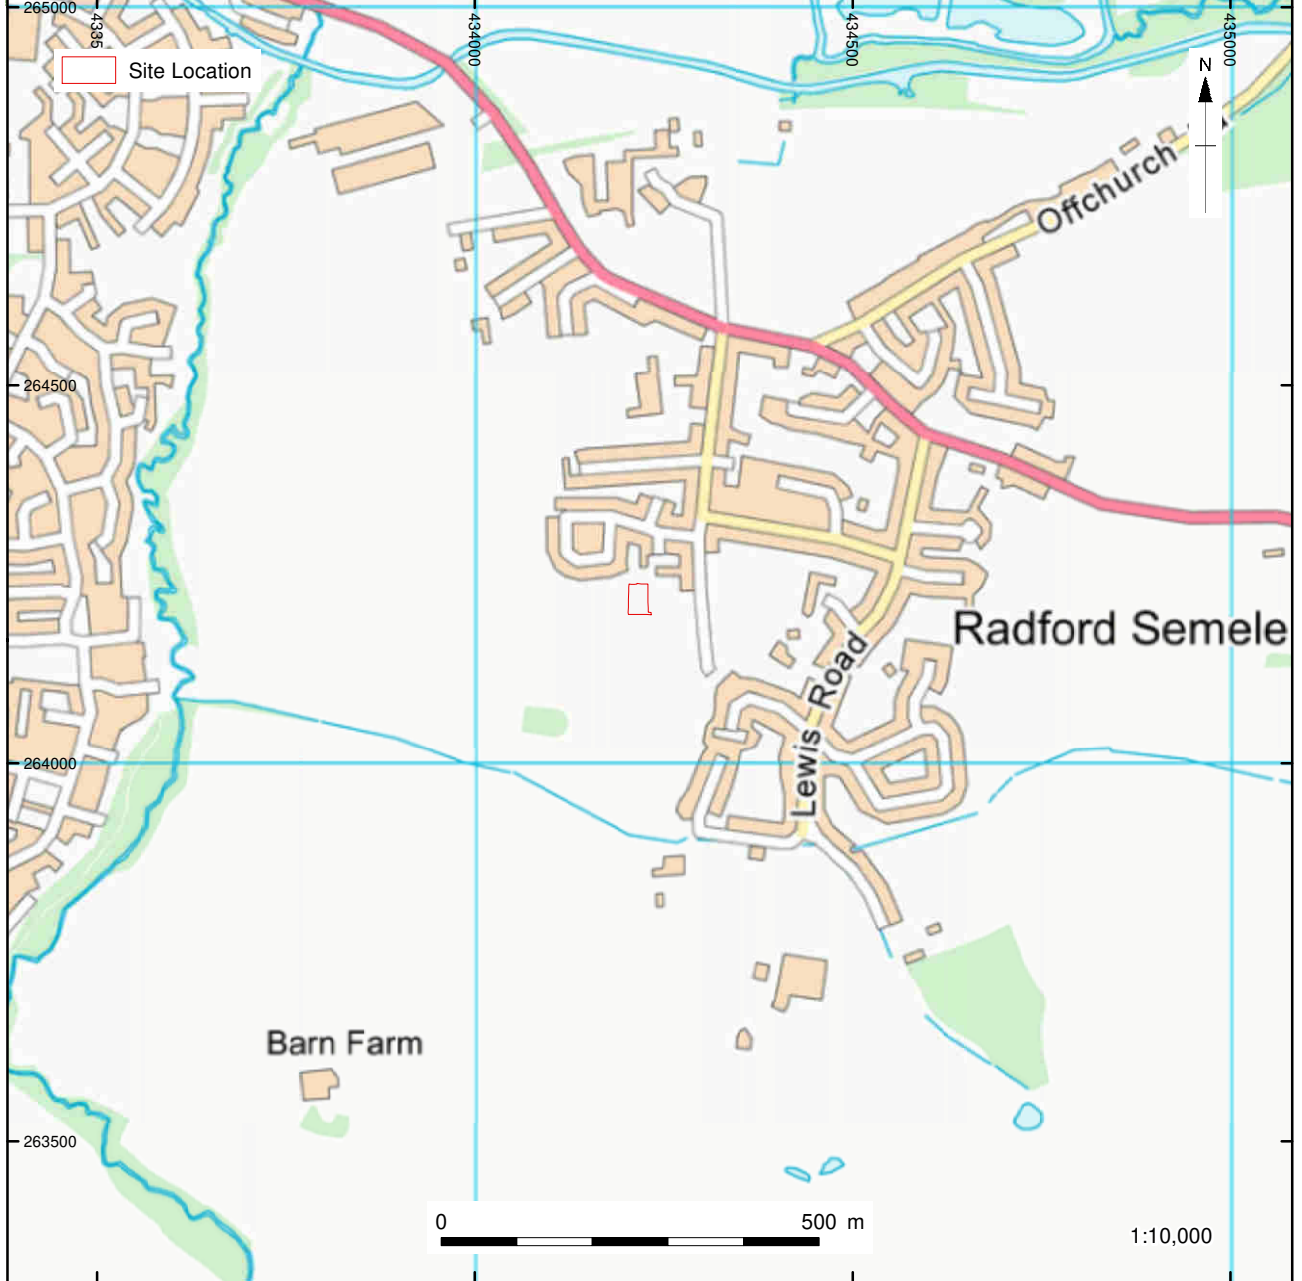 265000
4335
434000
434500
435000
Site Location
N
Offchurch
264500
Radford Semele
Lewis Road
264000
Barn Farm
263500
0 500 m
1:10,000